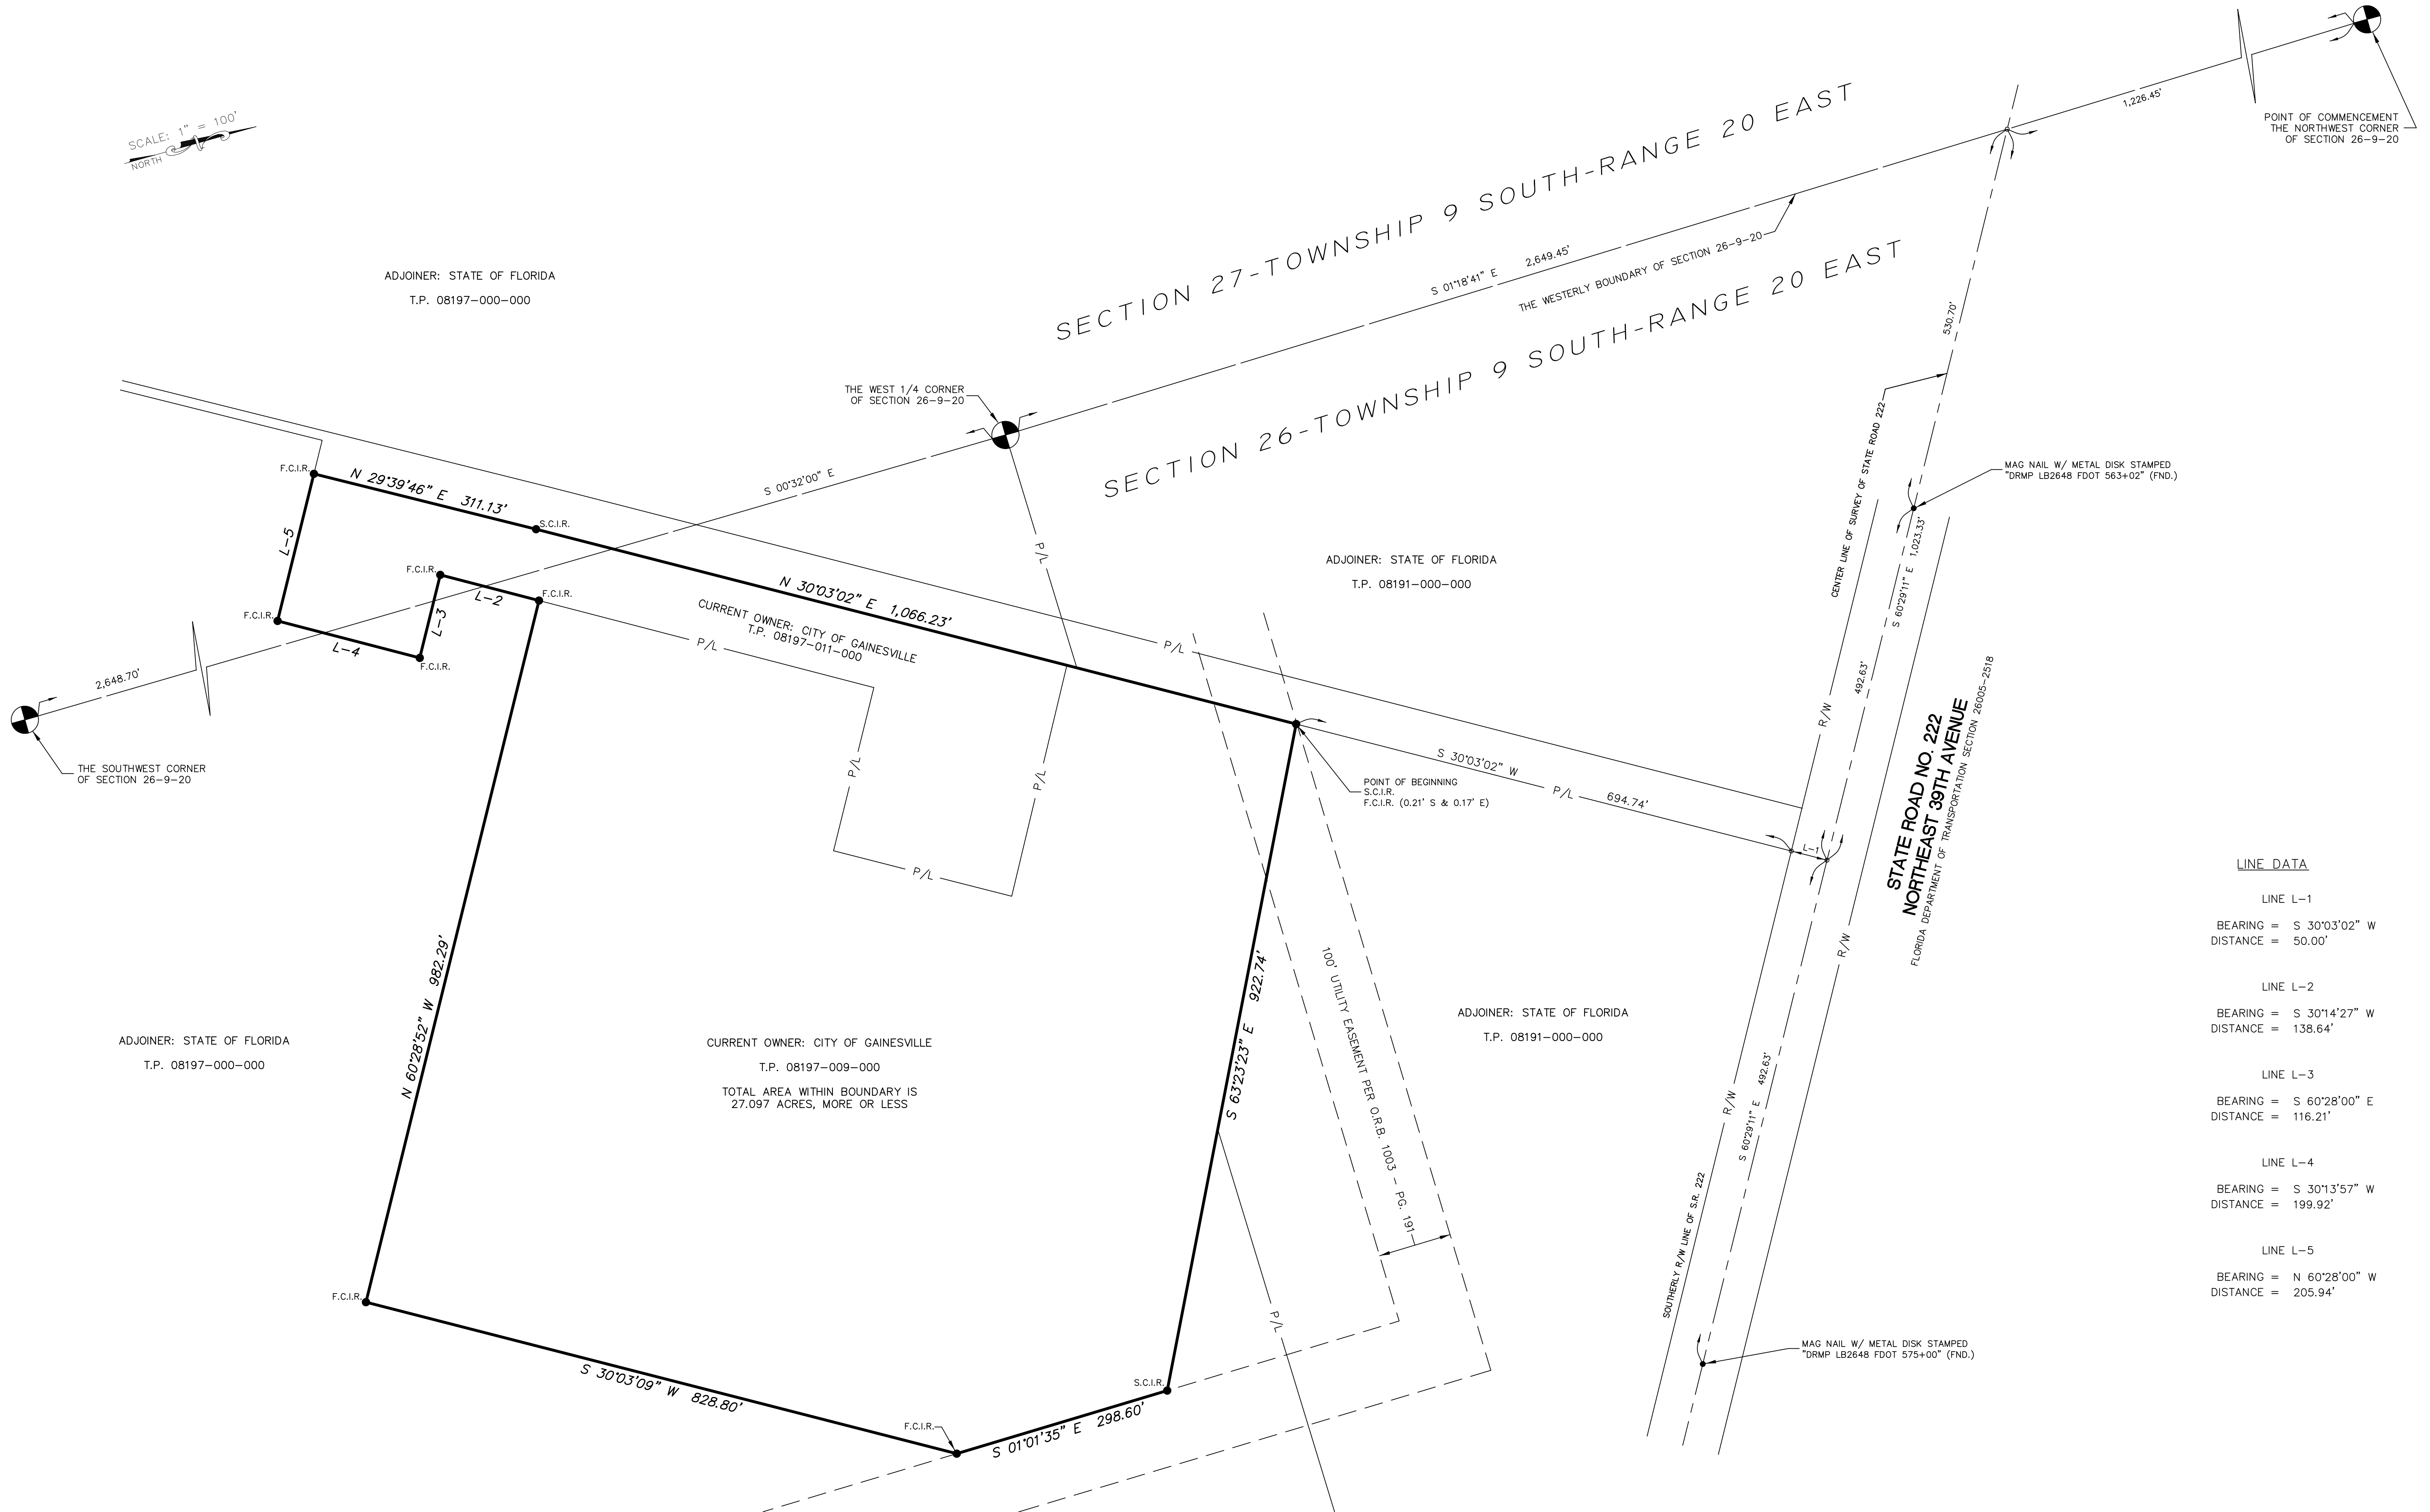 SCALE: 1" = 100'
NORTH
POINT OF COMMENCEMENT
THE NORTHWEST CORNER
OF SECTION 26-9-20
1,226.45'
SECTION 27-TOWNSHIP 9 SOUTH-RANGE 20 EAST
S 01°18'41" E 2,649.45'
THE WESTERLY BOUNDARY OF SECTION 26-9-20
SECTION 26-TOWNSHIP 9 SOUTH-RANGE 20 EAST
ADJOINER: STATE OF FLORIDA
T.P. 08197-000-000
THE WEST 1/4 CORNER
OF SECTION 26-9-20
530.70'
CENTER LINE OF SURVEY OF STATE ROAD 222
MAG NAIL W/ METAL DISK STAMPED
"DRMP LB2648 FDOT 563+02" (FND.)
S 60°29'11" E 1,023.33'
492.63'
F.C.I.R.
N 29°39'46" E 311.13'
S.C.I.R.
S 00°32'00" E
L-5
F.C.I.R.
L-2
F.C.I.R.
L-3
F.C.I.R.
L-4
F.C.I.R.
2,648.70'
THE SOUTHWEST CORNER
OF SECTION 26-9-20
N 30°03'02" E 1,066.23'
CURRENT OWNER: CITY OF GAINESVILLE
T.P. 08197-011-000
P/L
P/L
P/L
P/L
P/L
P/L
ADJOINER: STATE OF FLORIDA
T.P. 08191-000-000
S 30°03'02" W
P/L
694.74'
L-1
POINT OF BEGINNING
S.C.I.R.
F.C.I.R. (0.21' S & 0.17' E)
R/W
R/W
STATE ROAD NO. 222
NORTHEAST 39TH AVENUE
FLORIDA DEPARTMENT OF TRANSPORTATION SECTION 26005-2518
N 60°28'52" W 982.29'
S 63°23'23" E 922.74'
100' UTILITY EASEMENT PER O.R.B. 1003 - PG. 191
ADJOINER: STATE OF FLORIDA
T.P. 08197-000-000
CURRENT OWNER: CITY OF GAINESVILLE
T.P. 08197-009-000
TOTAL AREA WITHIN BOUNDARY IS
27.097 ACRES, MORE OR LESS
ADJOINER: STATE OF FLORIDA
T.P. 08191-000-000
S 60°29'11" E 492.63'
R/W
SOUTHERLY R/W LINE OF S.R. 222
F.C.I.R.
S 30°03'09" W 828.80'
F.C.I.R.
S 01°01'35" E 298.60'
S.C.I.R.
P/L
MAG NAIL W/ METAL DISK STAMPED
"DRMP LB2648 FDOT 575+00" (FND.)
LINE DATA
LINE L-1
BEARING = S 30°03'02" W
DISTANCE = 50.00'
LINE L-2
BEARING = S 30°14'27" W
DISTANCE = 138.64'
LINE L-3
BEARING = S 60°28'00" E
DISTANCE = 116.21'
LINE L-4
BEARING = S 30°13'57" W
DISTANCE = 199.92'
LINE L-5
BEARING = N 60°28'00" W
DISTANCE = 205.94'